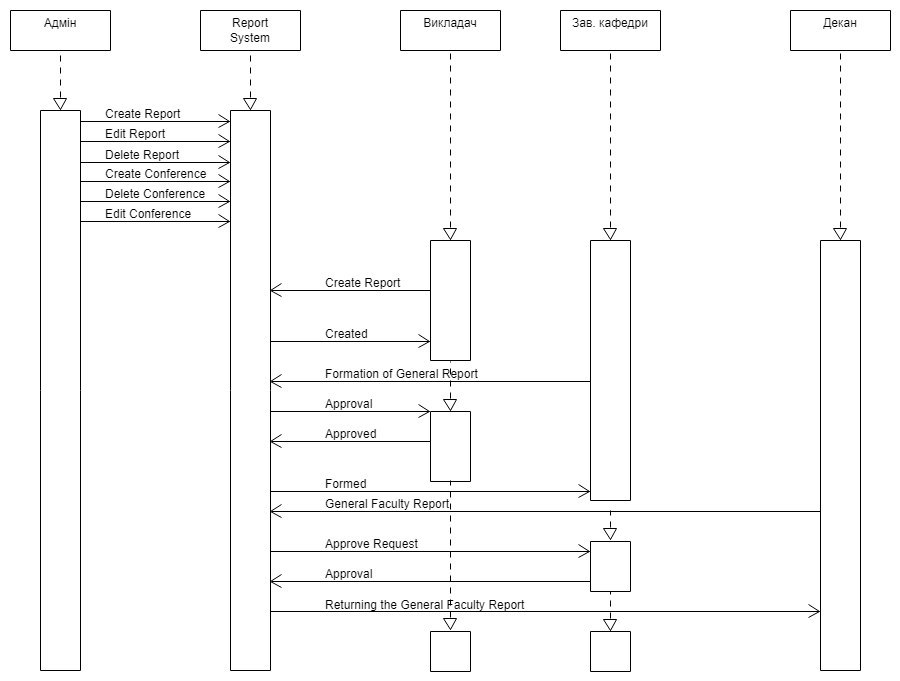 Адмін
Report
System
Викладач
Зав. кафедри
Декан
Create Report
Edit Report
Delete Report
Create Conference
Delete Conference
Edit Conference
Create Report
Created
Formation of General Report
Approval
Approved
Formed
General Faculty Report
Approve Request
Approval
Returning the General Faculty Report